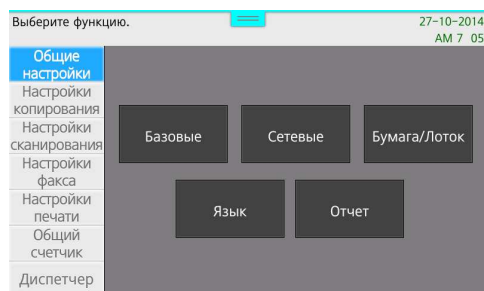 Выберите функцию.
27-10-2014
AM 7 05
Общие
настройки
Настройки
копирования
Настройки
сканирования
Настройки
факса
Настройки
печати
Общий
счетчик
Диспетчер
Базовые
Сетевые
Бумага/Лоток
Язык
Отчет